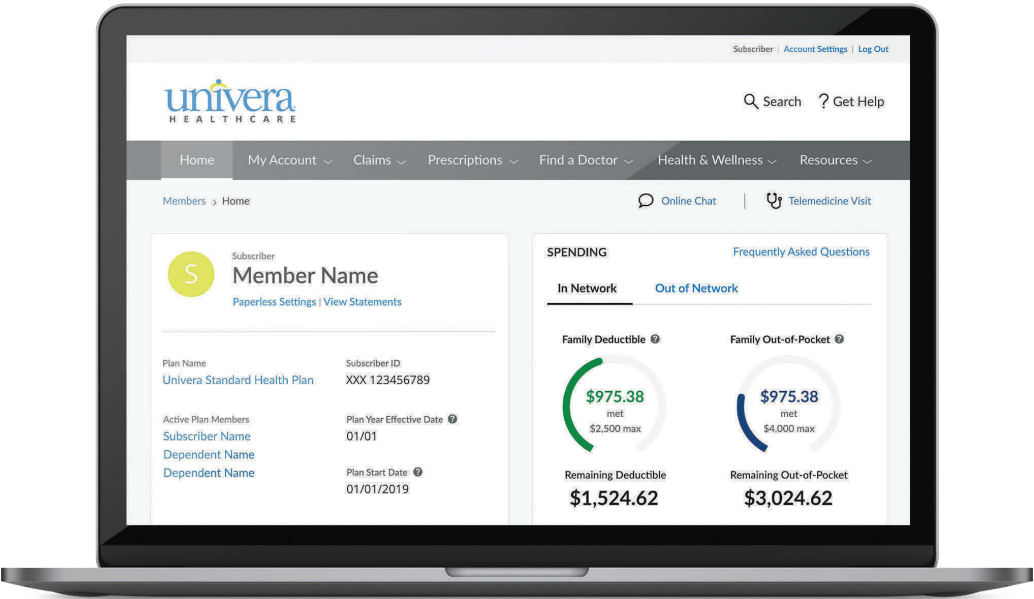 Subscriber | Account Settings | Log Out
univera
HEALTHCARE
Search ? Get Help
Home My Account Claims Prescriptions Find a Doctor Health & Wellness Resources
Members > Home
Online Chat | Telemedicine Visit
S
Subscriber
Member Name
Paperless Settings | View Statements
Plan Name
Univera Standard Health Plan
Subscriber ID
XXX 123456789
Active Plan Members
Subscriber Name
Dependent Name
Dependent Name
Plan Year Effective Date ?
01/01
Plan Start Date ?
01/01/2019
SPENDING
Frequently Asked Questions
In Network Out of Network
Family Deductible ?
$975.38
met
$2,500 max
Remaining Deductible
$1,524.62
Family Out-of-Pocket ?
$975.38
met
$4,000 max
Remaining Out-of-Pocket
$3,024.62